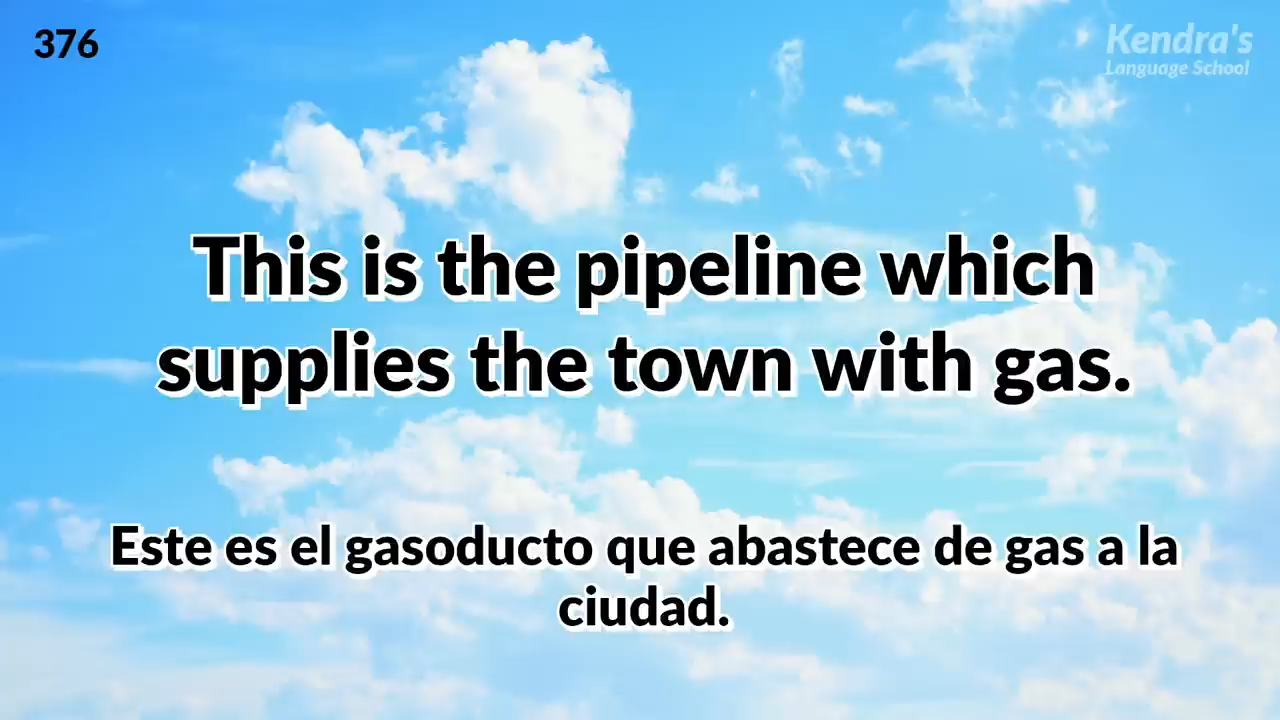 376
Kendra's
Language School
This is the pipeline which
supplies the town with gas.
Este es el gasoducto que abastece de gas a la
ciudad.